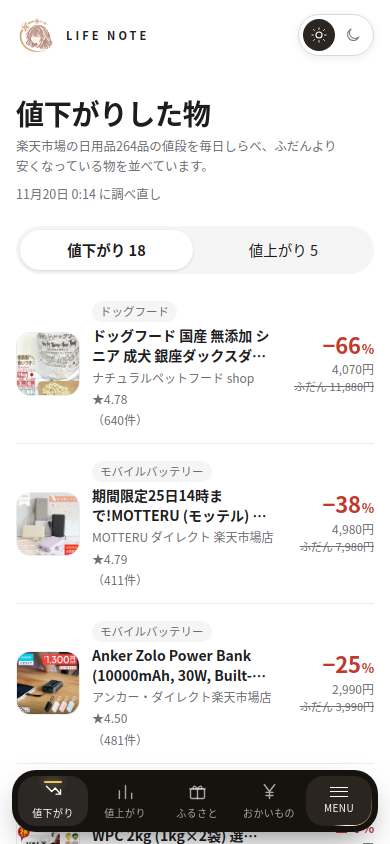 LIFE NOTE
値下がりした物
楽天市場の日用品264品の値段を毎日しらべ、ふだんより
安くなっている物を並べています。
11月20日 0:14 に調べ直し
値下がり 18
値上がり 5
ドッグフード
ドッグフード 国産 無添加 シ
ニア 成犬 銀座ダックスダ…
ナチュラルペットフード shop
★4.78
（640件）
−66%
4,070円
ふだん 11,880円
モバイルバッテリー
期間限定25日14時ま
で!MOTTERU (モッテル) …
MOTTERU ダイレクト 楽天市場店
★4.79
（411件）
−38%
4,980円
ふだん 7,980円
モバイルバッテリー
Anker Zolo Power Bank
(10000mAh, 30W, Built-…
アンカー・ダイレクト楽天市場店
★4.50
（481件）
−25%
2,990円
ふだん 3,990円
1,300円
値下がり
値上がり
ふるさと
おかいもの
MENU
WPC 2kg (1kg×2袋) 選…